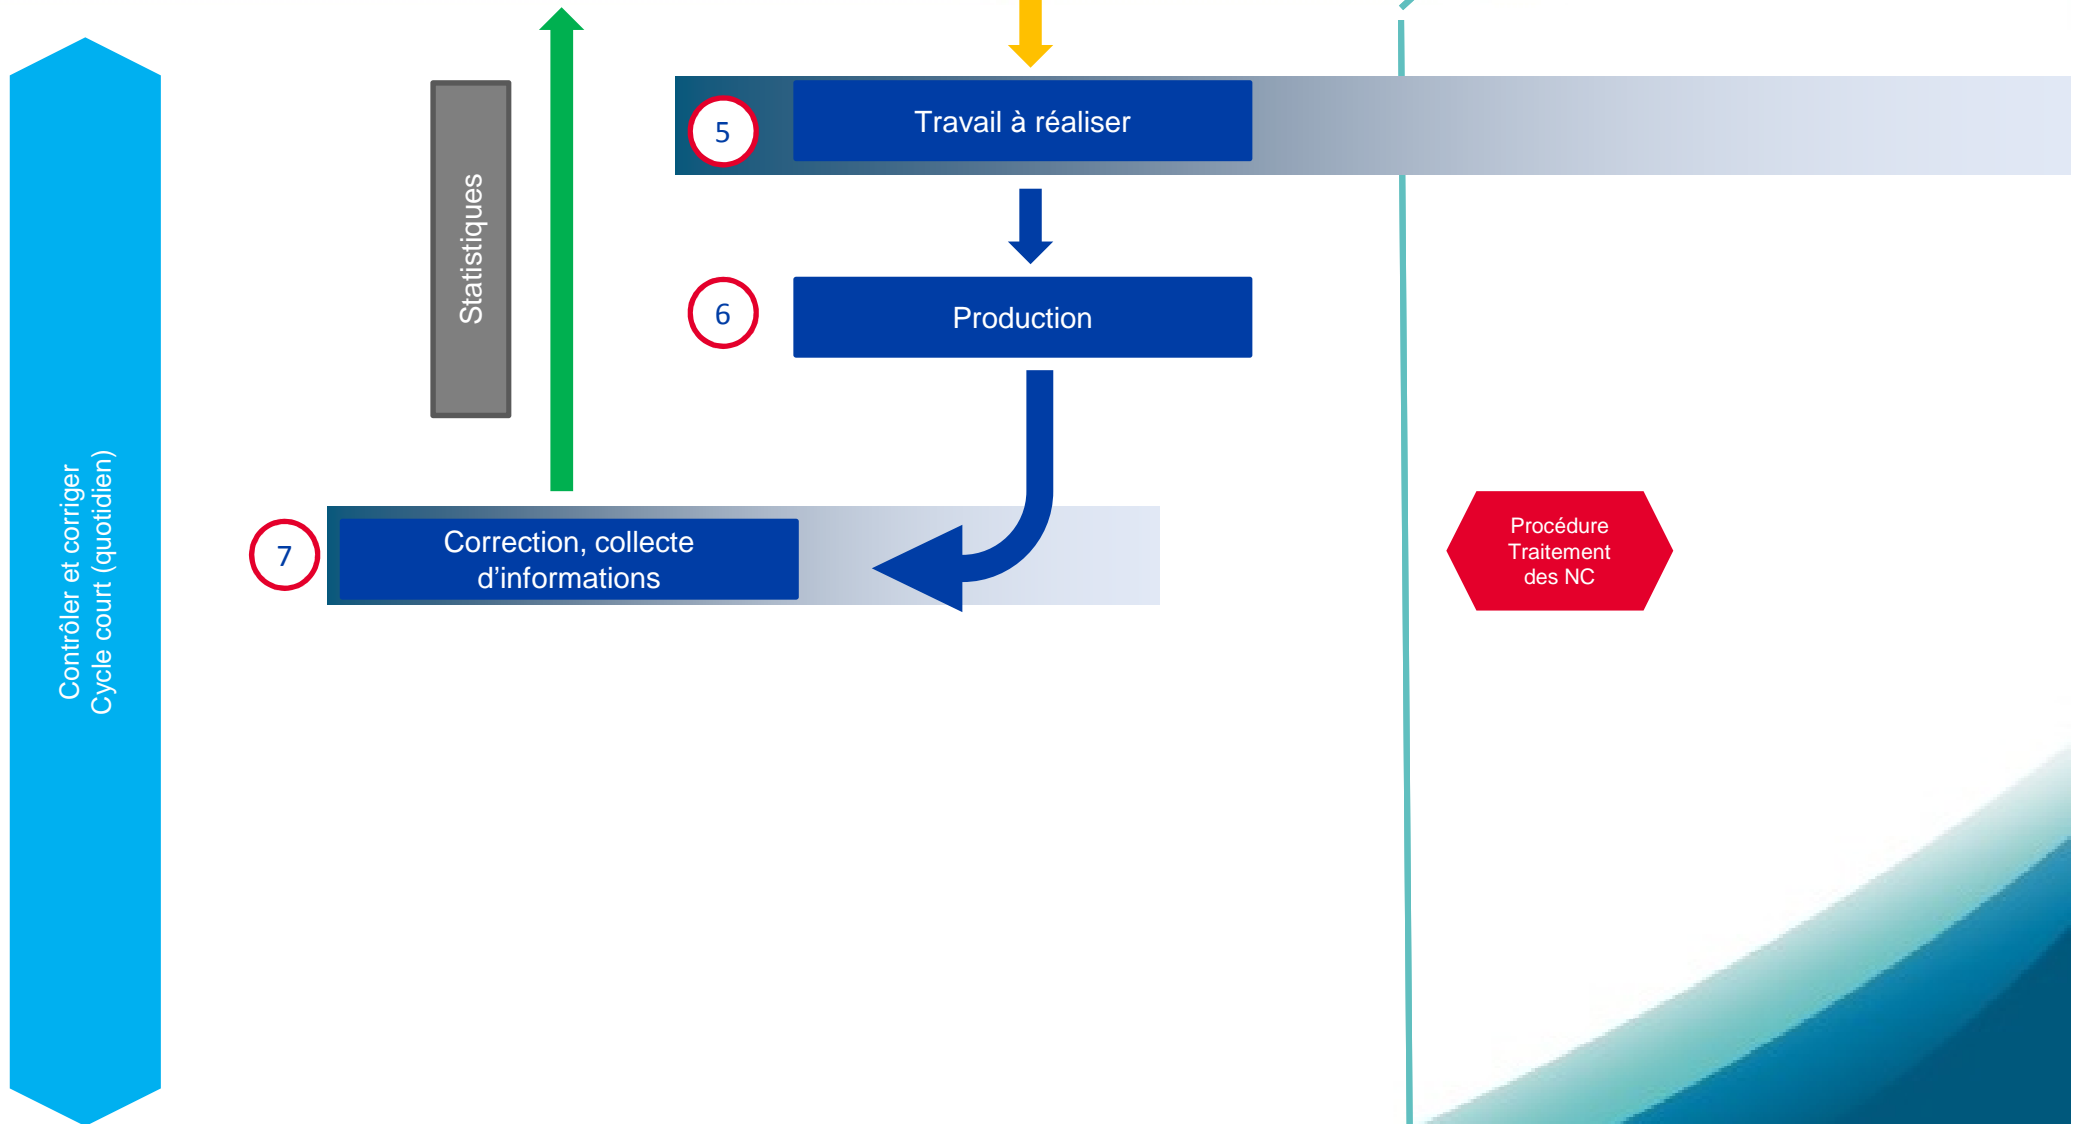 5
Travail à réaliser
Statistiques
6
Production
7
Correction, collecte
d’informations
Procédure
Traitement
des NC
Contrôler et corriger
Cycle court (quotidien)